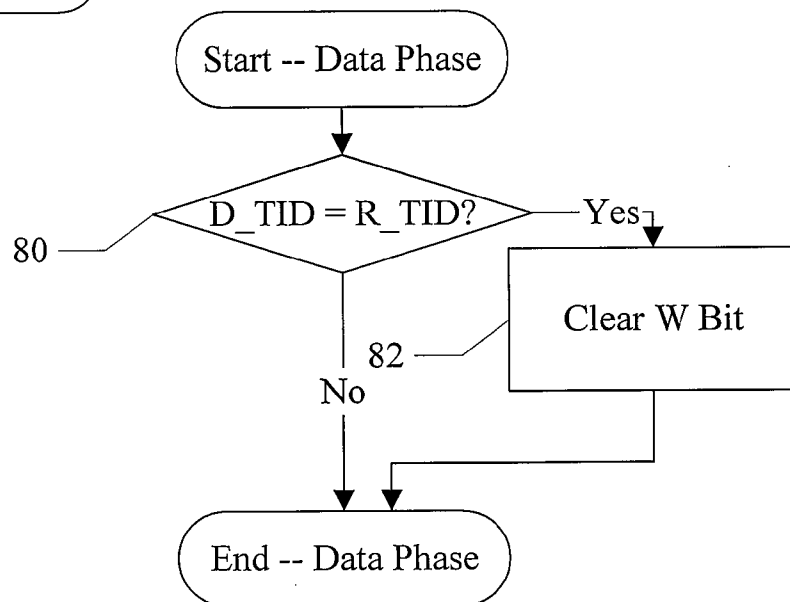 Start -- Data Phase
D_TID = R_TID?
Yes
80
Clear W Bit
82
No
End -- Data Phase